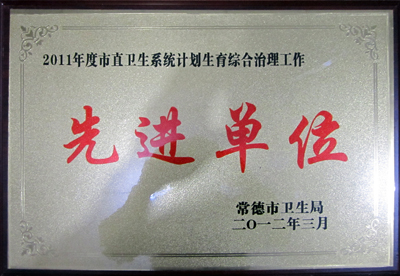 2011年度市直卫生系统计划生育综合治理工作
先进单位
常德市卫生局
二〇一二年三月